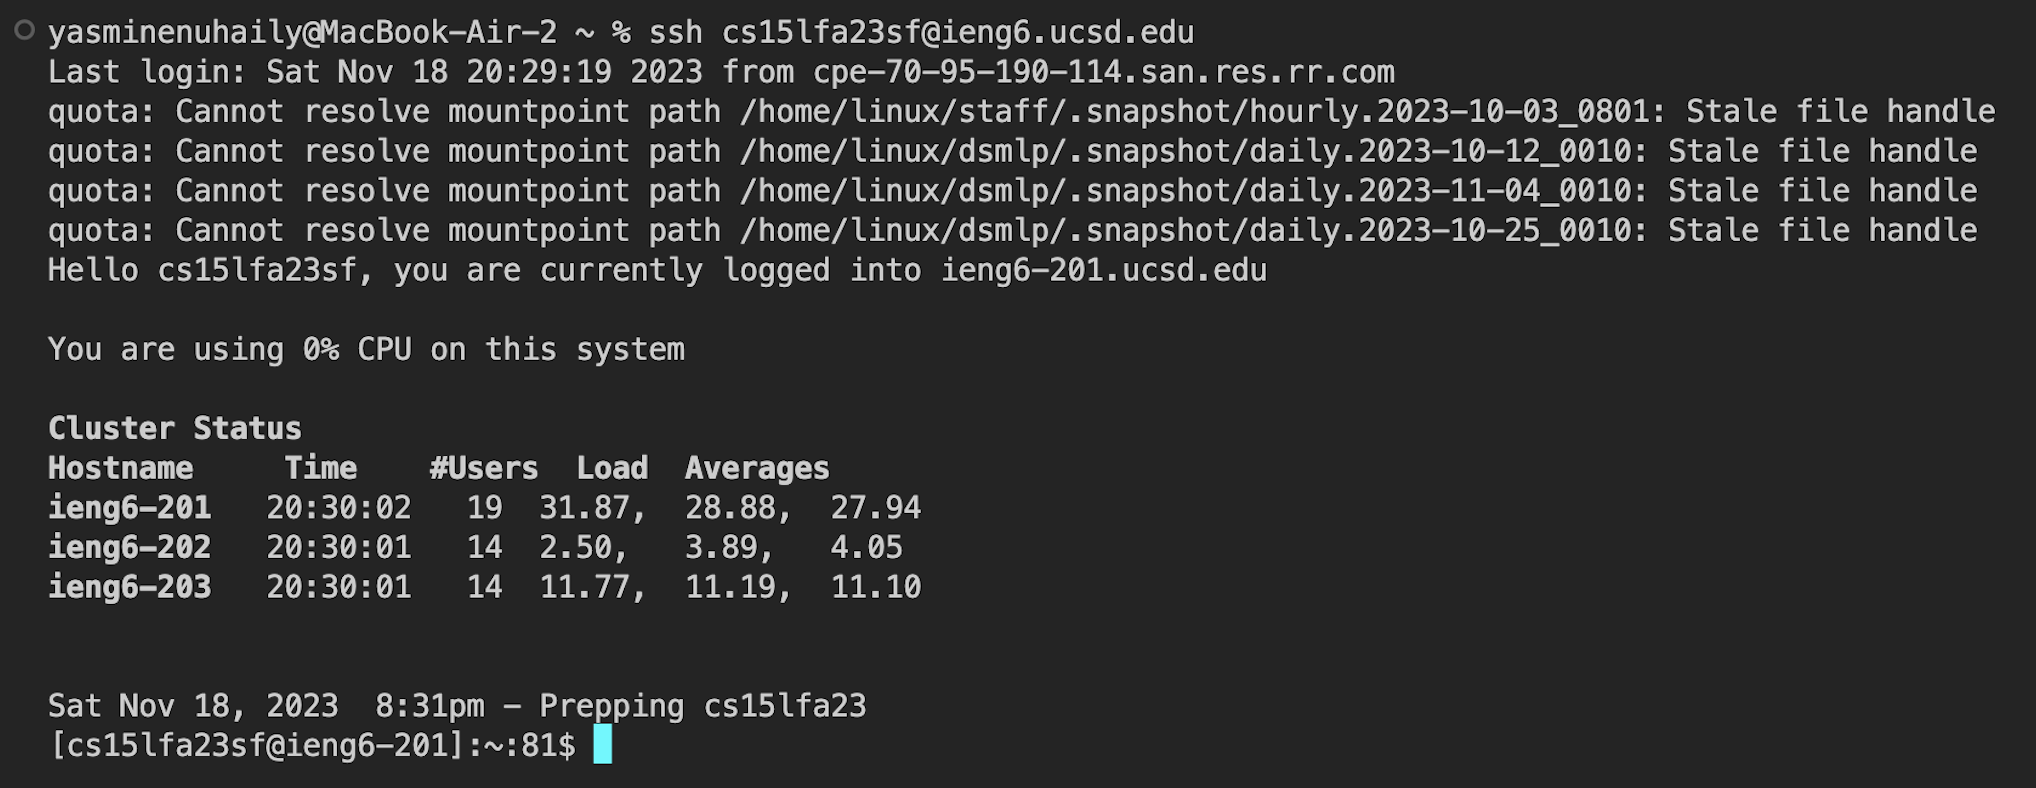 yasminenuhaily@MacBook-Air-2 ~ % ssh cs15lfa23sf@ieng6.ucsd.edu
Last login: Sat Nov 18 20:29:19 2023 from cpe-70-95-190-114.san.res.rr.com
quota: Cannot resolve mountpoint path /home/linux/staff/.snapshot/hourly.2023-10-03_0801: Stale file handle
quota: Cannot resolve mountpoint path /home/linux/dsmlp/.snapshot/daily.2023-10-12_0010: Stale file handle
quota: Cannot resolve mountpoint path /home/linux/dsmlp/.snapshot/daily.2023-11-04_0010: Stale file handle
quota: Cannot resolve mountpoint path /home/linux/dsmlp/.snapshot/daily.2023-10-25_0010: Stale file handle
Hello cs15lfa23sf, you are currently logged into ieng6-201.ucsd.edu
You are using 0% CPU on this system
Cluster Status
Hostname     Time    #Users  Load  Averages
ieng6-201   20:30:02   19  31.87,  28.88,  27.94
ieng6-202   20:30:01   14  2.50,   3.89,   4.05
ieng6-203   20:30:01   14  11.77,  11.19,  11.10
Sat Nov 18, 2023  8:31pm - Prepping cs15lfa23
[cs15lfa23sf@ieng6-201]:~:81$